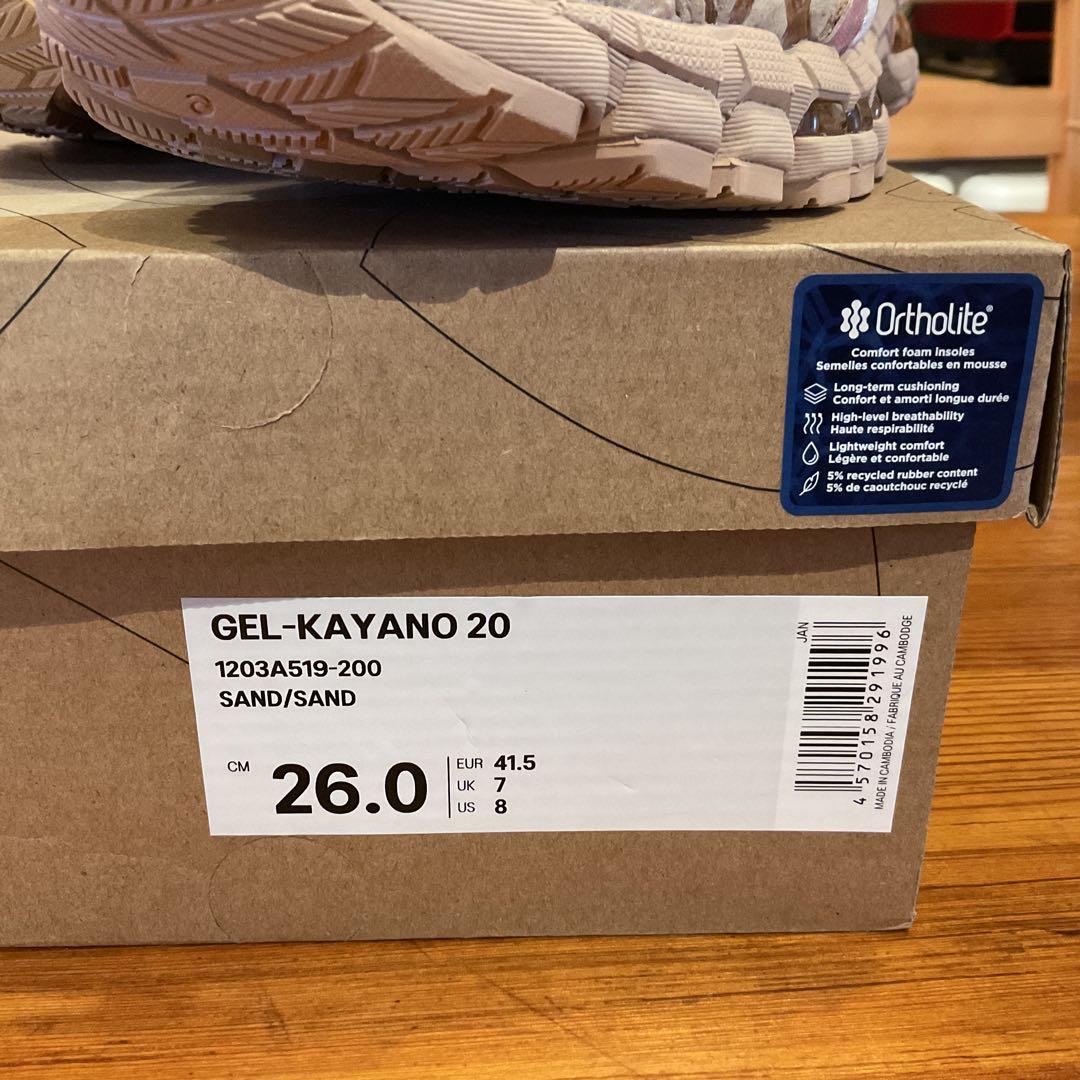 Ortholite®
Comfort foam insoles
Semelles confortables en mousse
Long-term cushioning
Confort et amorti longue durée
High-level breathability
Haute respirabilité
Lightweight comfort
Légère et confortable
5% recycled rubber content
5% de caoutchouc recyclé
GEL-KAYANO 20
1203A519-200
SAND/SAND
CM 26.0
EUR 41.5
UK 7
US 8
JAN
4 570158 291996
MADE IN CAMBODIA / FABRIQUE AU CAMBODGE